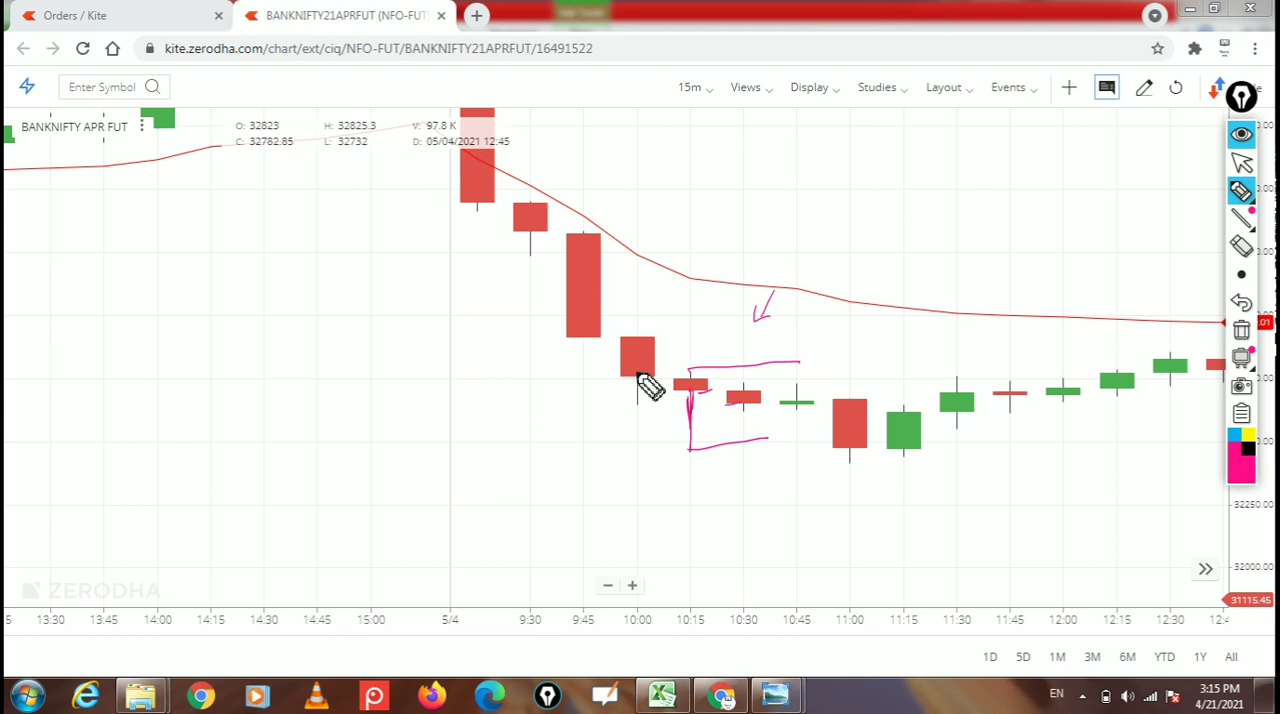 Orders / Kite
BANKNIFTY21APRFUT (NFO-FUT)
kite.zerodha.com/chart/ext/ciq/NFO-FUT/BANKNIFTY21APRFUT/16491522
Enter Symbol
15m Views Display Studies Layout Events
BANKNIFTY APR FUT
O: 32823 H: 32825.3 V: 97.8 K
C: 32782.85 L: 32732 D: 05/04/2021 12:45
32250.00
32000.00
31115.45
ZERODHA
13:30 13:45 14:00 14:15 14:30 14:45 15:00 5/4 9:30 9:45 10:00 10:15 10:30 10:45 11:00 11:15 11:30 11:45 12:00 12:15 12:30
1D 5D 1M 3M 6M YTD 1Y All
EN 3:15 PM
4/21/2021